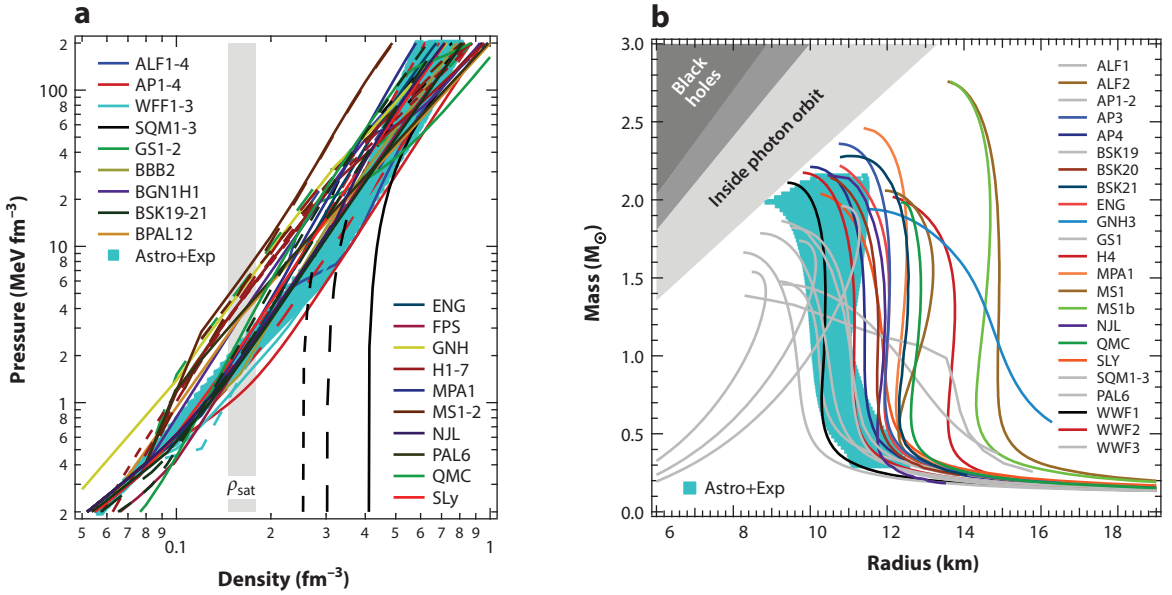 a
Pressure (MeV fm⁻³)
2
100
8
6
4
2
10
8
6
4
2
1
8
6
4
2
ALF1-4
AP1-4
WFF1-3
SQM1-3
GS1-2
BBB2
BGN1H1
BSK19-21
BPAL12
Astro+Exp
ρsat
ENG
FPS
GNH
H1-7
MPA1
MS1-2
NJL
PAL6
QMC
SLy
5 6 7 8 9 2 3 4 5 6 7 8 9
0.1 1
Density (fm⁻³)
b
Mass (M⊙)
3.0
2.5
2.0
1.5
1.0
0.5
0.0
Black
holes
Inside photon orbit
ALF1
ALF2
AP1-2
AP3
AP4
BSK19
BSK20
BSK21
ENG
GNH3
GS1
H4
MPA1
MS1
MS1b
NJL
QMC
SLY
SQM1-3
PAL6
WWF1
WWF2
WWF3
Astro+Exp
6 8 10 12 14 16 18
Radius (km)